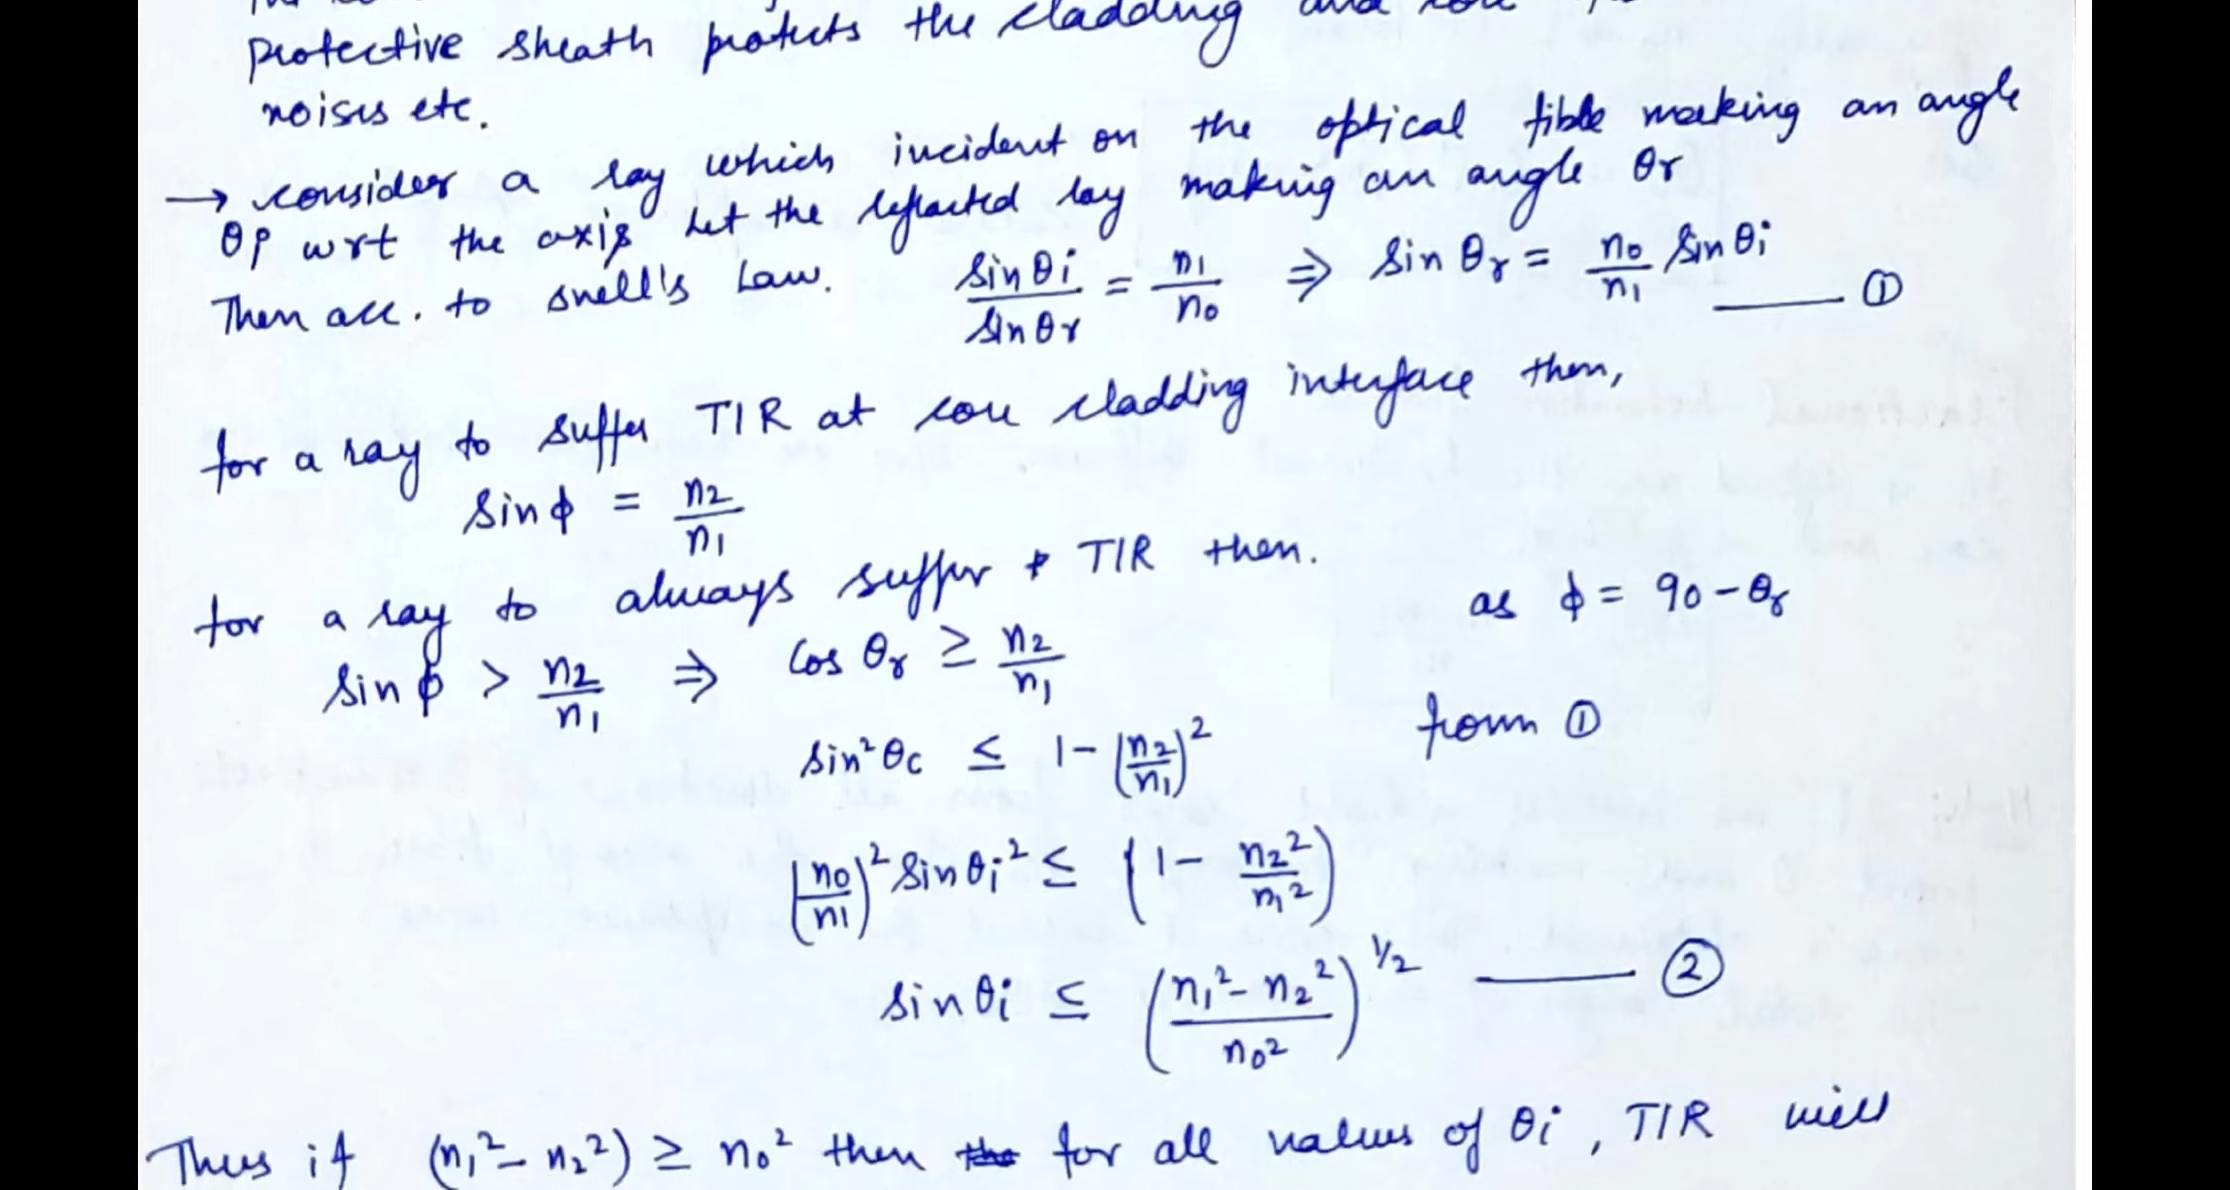 protective sheath protects the cladding and
noises etc.
→ consider a ray which incident on the optical fible making an angle
θi wrt the axis let the refracted ray making an angle θr
Then acc. to snell's Law. sinθi/sinθr = n1/n0 ⇒ sin θr = n0/n1 sin θi —— ①
for a ray to suffer TIR at core cladding interface then,
sin ϕ = n2/n1
for a ray to always suffer TIR then.
as ϕ = 90 - θr
sin ϕ > n2/n1 ⇒ cos θr ≥ n2/n1
sin²θc ≤ 1 - (n2/n1)² from ①
(n0/n1)² sin θi² ≤ (1 - n2²/n1²)
sin θi ≤ ((n1² - n2²)/n0²)^1/2 —— ②
Thus if (n1² - n2²) ≥ n0² then for all values of θi, TIR will